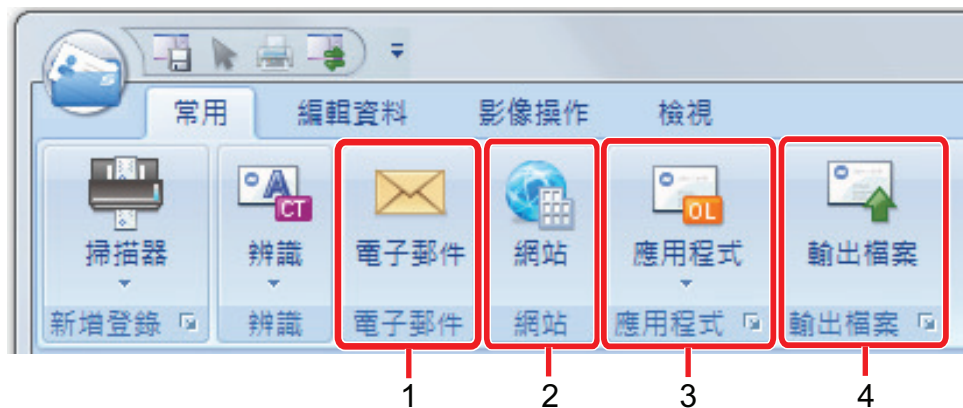 常用 編輯資料 影像操作 檢視
CT OL
掃描器 辨識 電子郵件 網站 應用程式 輸出檔案
新增登錄 辨識 電子郵件 網站 應用程式 輸出檔案
1 2 3 4